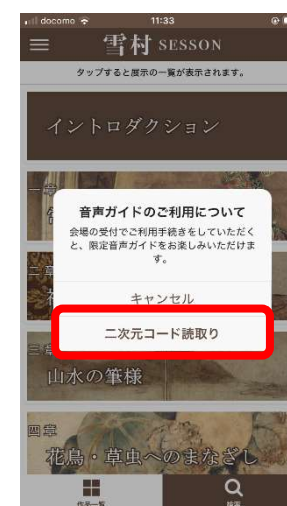 docomo 11:33
雪村 SESSON
タップすると展示の一覧が表示されます。
イントロダクション
一章
音声ガイドのご利用について
会場の受付でご利用手続きをしていただく
と、限定音声ガイドをお楽しみいただけま
す。
キャンセル
二章
二次元コード読取り
三章
山水の筆様
四章
花鳥・草虫へのまなざし
作品一覧
検索